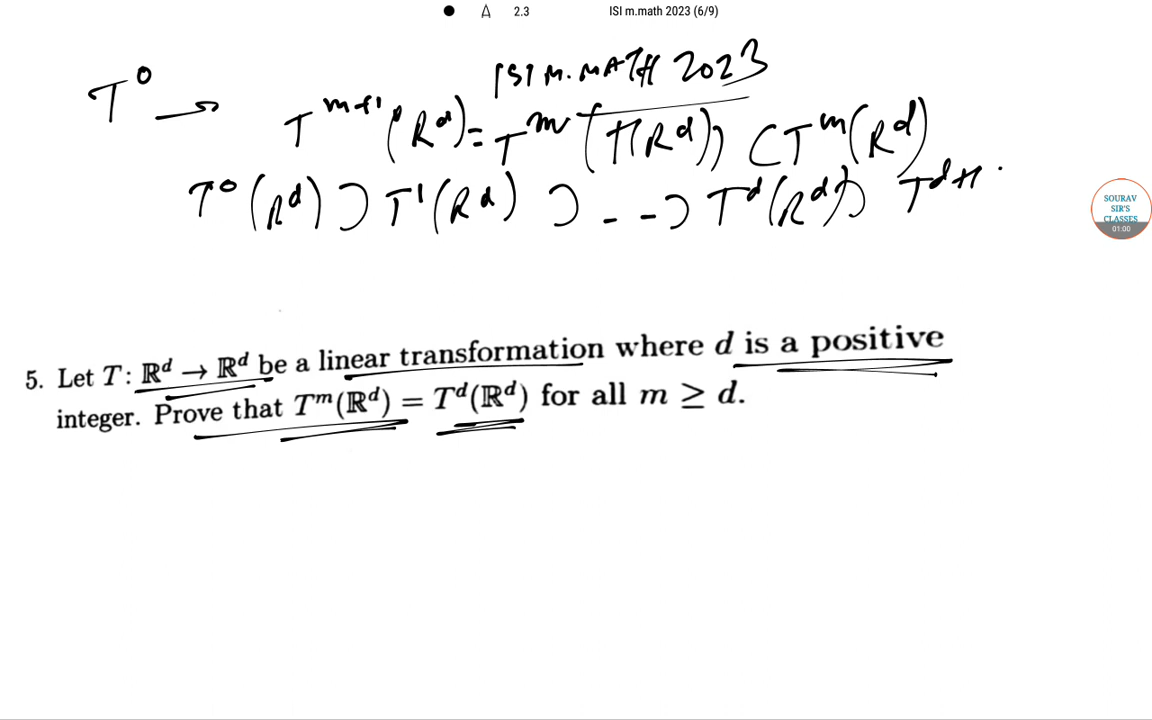 2.3 ISI m.math 2023 (6/9)
ISI M.MATH 2023
T⁰ → T^{m+1}(R^d) = T^m(T(R^d)) ⊂ T^m(R^d)
T⁰(R^d) ⊃ T¹(R^d) ⊃ - - ⊃ T^d(R^d) ⊃ T^{d+1} .
SOURAV
SIR'S
CLASSES
01:00
5. Let T: ℝ^d → ℝ^d be a linear transformation where d is a positive
integer. Prove that T^m(ℝ^d) = T^d(ℝ^d) for all m ≥ d.